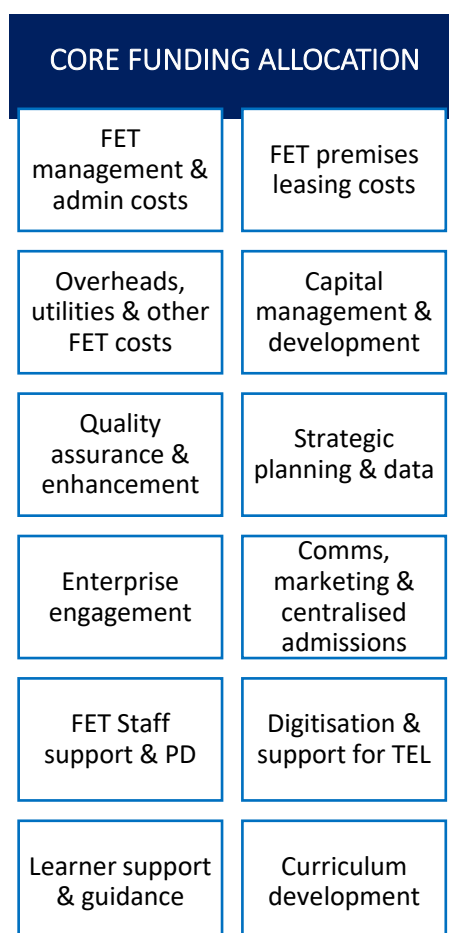 CORE FUNDING ALLOCATION
FET
management &
admin costs
FET premises
leasing costs
Overheads,
utilities & other
FET costs
Capital
management &
development
Quality
assurance &
enhancement
Strategic
planning & data
Enterprise
engagement
Comms,
marketing &
centralised
admissions
FET Staff
support & PD
Digitisation &
support for TEL
Learner support
& guidance
Curriculum
development